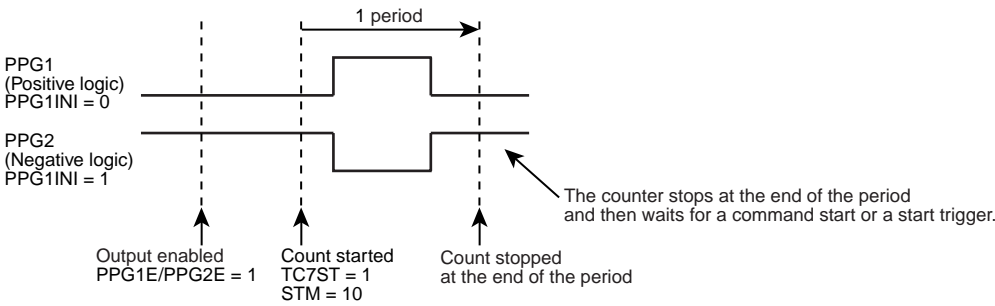 1 period
PPG1
(Positive logic)
PPG1INI = 0
PPG2
(Negative logic)
PPG1INI = 1
The counter stops at the end of the period
and then waits for a command start or a start trigger.
Output enabled
PPG1E/PPG2E = 1
Count started
TC7ST = 1
STM = 10
Count stopped
at the end of the period